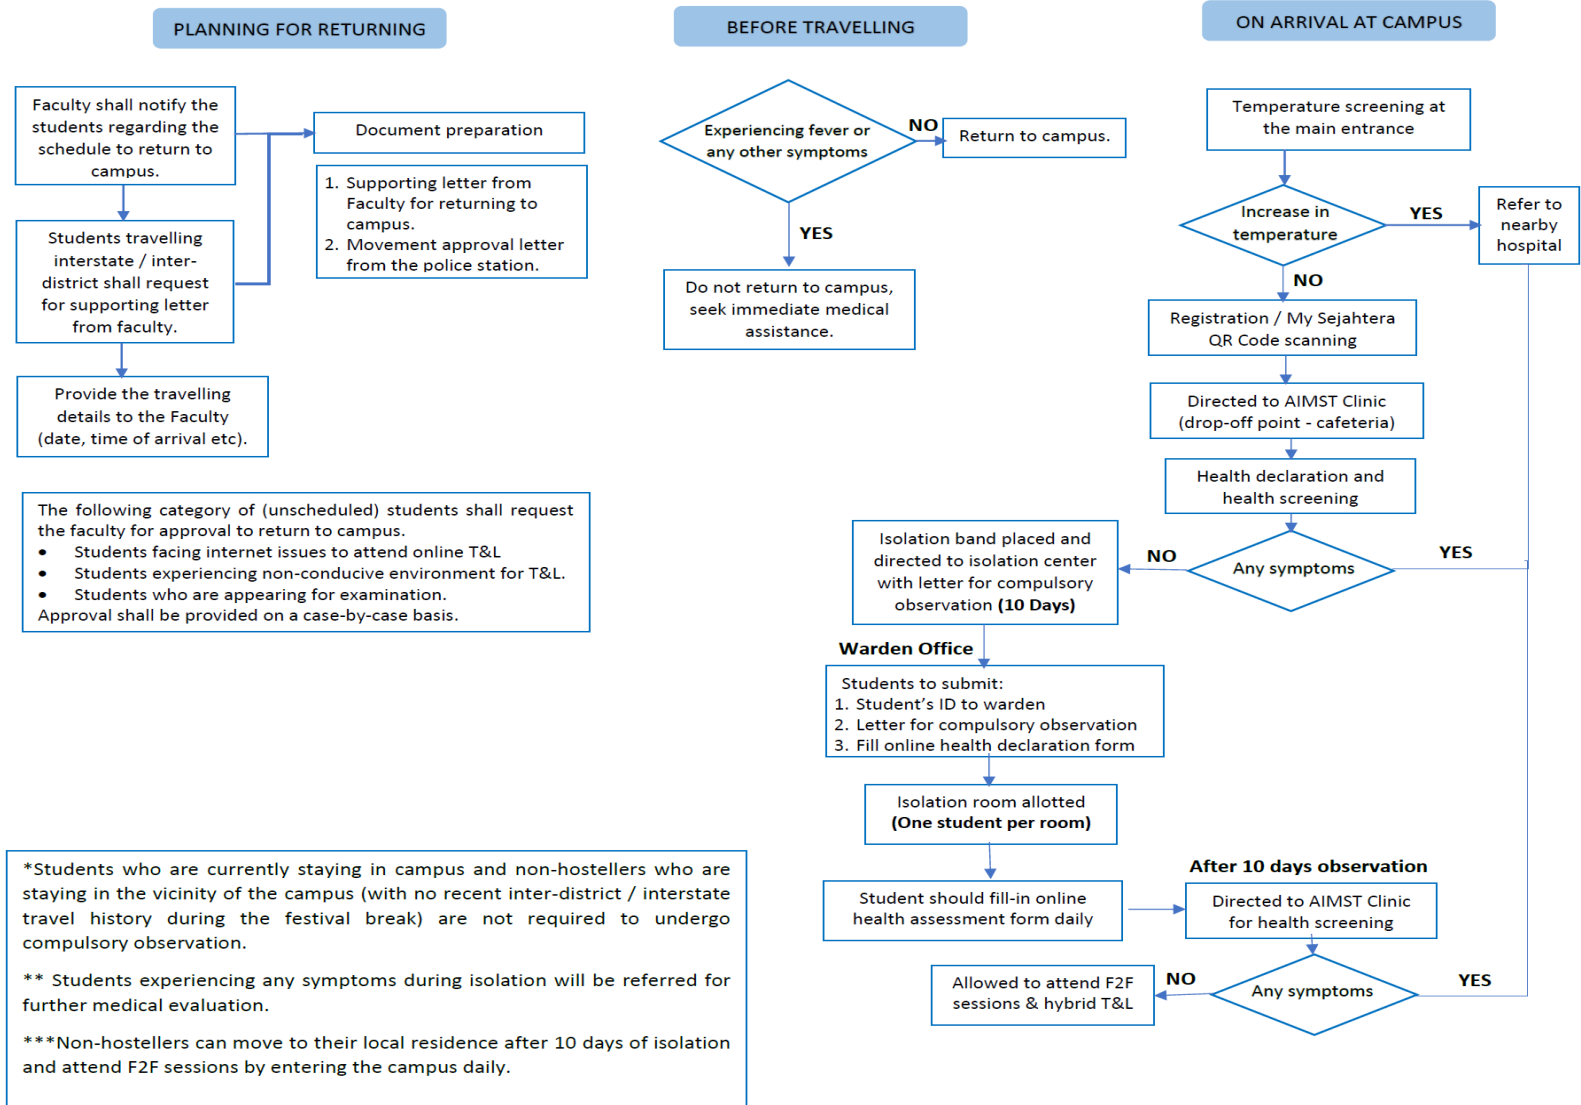 PLANNING FOR RETURNING
Faculty shall notify the
students regarding the
schedule to return to
campus.
Document preparation
1. Supporting letter from
Faculty for returning to
campus.
2. Movement approval letter
from the police station.
Students travelling
interstate / inter-
district shall request
for supporting letter
from faculty.
Provide the travelling
details to the Faculty
(date, time of arrival etc).
The following category of (unscheduled) students shall request
the faculty for approval to return to campus.
• Students facing internet issues to attend online T&L
• Students experiencing non-conducive environment for T&L.
• Students who are appearing for examination.
Approval shall be provided on a case-by-case basis.
BEFORE TRAVELLING
Experiencing fever or
any other symptoms
NO
Return to campus.
YES
Do not return to campus,
seek immediate medical
assistance.
ON ARRIVAL AT CAMPUS
Temperature screening at
the main entrance
Increase in
temperature
YES
Refer to
nearby
hospital
NO
Registration / My Sejahtera
QR Code scanning
Directed to AIMST Clinic
(drop-off point - cafeteria)
Health declaration and
health screening
Any symptoms
YES
NO
Isolation band placed and
directed to isolation center
with letter for compulsory
observation (10 Days)
Warden Office
Students to submit:
1. Student's ID to warden
2. Letter for compulsory observation
3. Fill online health declaration form
Isolation room allotted
(One student per room)
Student should fill-in online
health assessment form daily
After 10 days observation
Directed to AIMST Clinic
for health screening
Any symptoms
YES
NO
Allowed to attend F2F
sessions & hybrid T&L
*Students who are currently staying in campus and non-hostellers who are
staying in the vicinity of the campus (with no recent inter-district / interstate
travel history during the festival break) are not required to undergo
compulsory observation.
** Students experiencing any symptoms during isolation will be referred for
further medical evaluation.
***Non-hostellers can move to their local residence after 10 days of isolation
and attend F2F sessions by entering the campus daily.